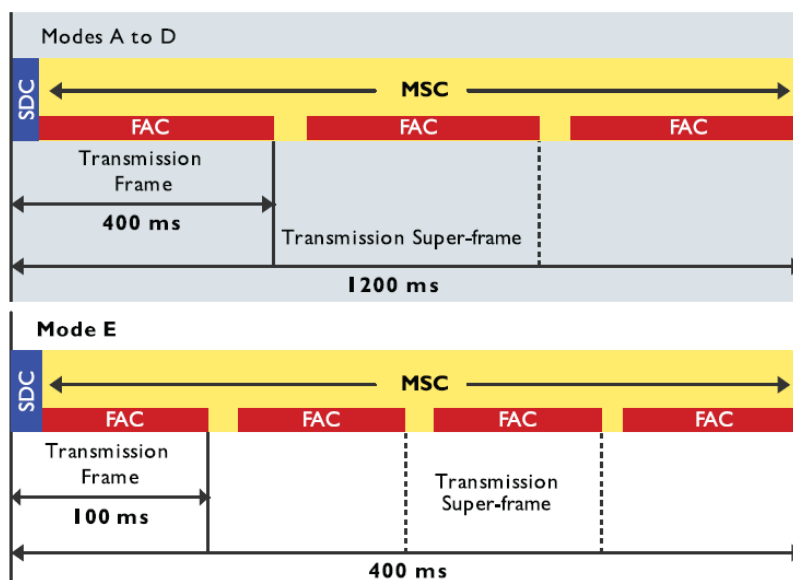 Modes A to D
SDC
MSC
FAC FAC FAC
Transmission
Frame
400 ms
Transmission Super-frame
1200 ms
Mode E
SDC
MSC
FAC FAC FAC FAC
Transmission
Frame
100 ms
Transmission
Super-frame
400 ms